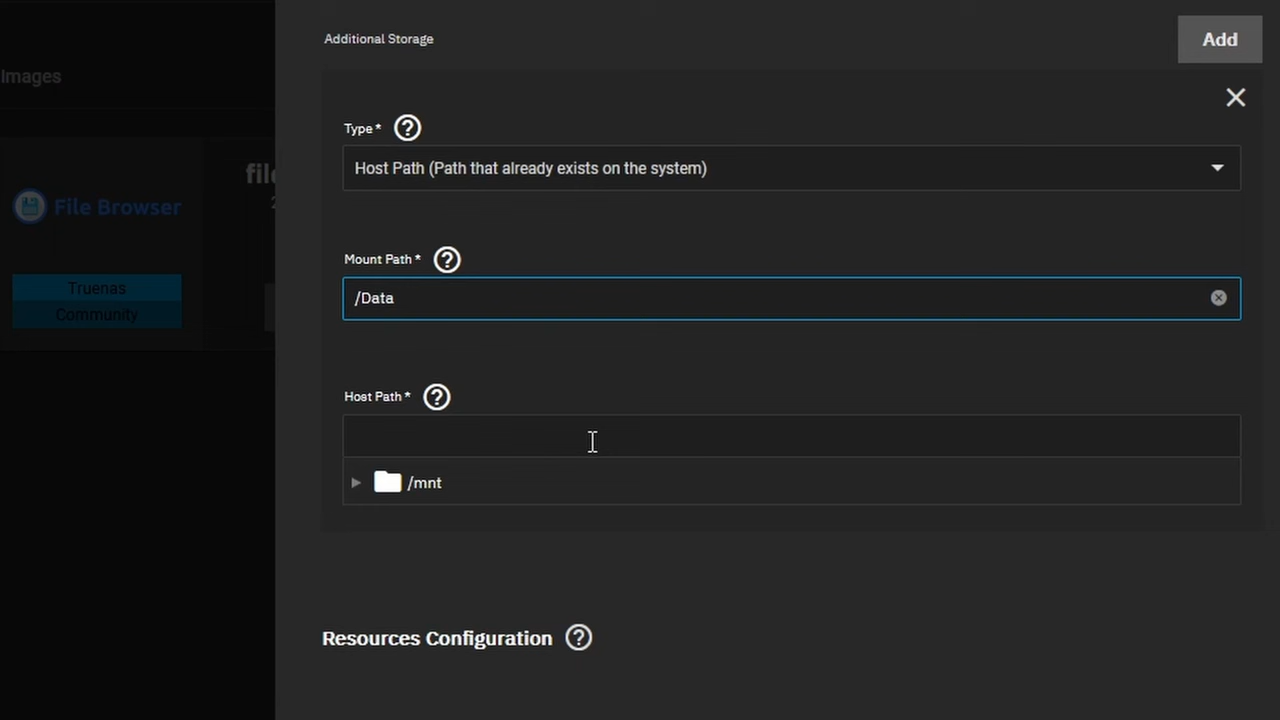 Additional Storage
Add
Images
Type *
Host Path (Path that already exists on the system)
File Browser
Mount Path *
Truenas
/Data
Community
Host Path *
/mnt
Resources Configuration